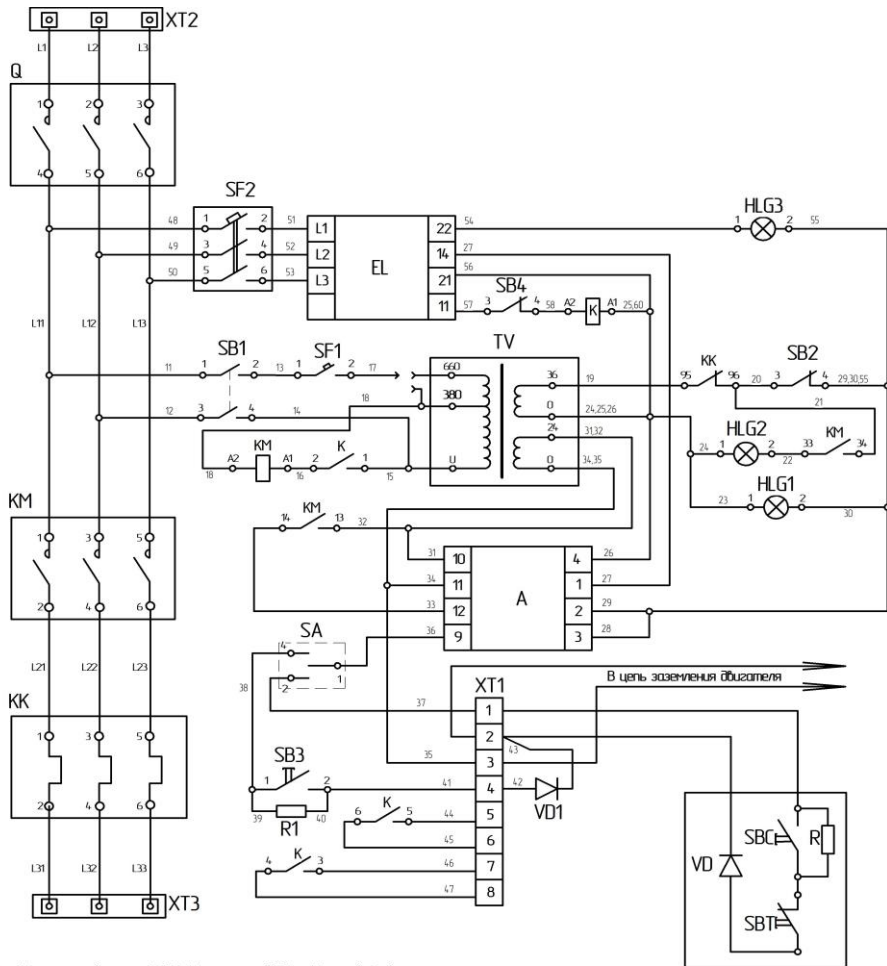 XT2
L1 L2 L3
Q
1 2 3
4 5 6
SF2
HLG3
48 1 2 51 L1 22 54 1 2 55
49 3 4 52 L2 14 27
50 5 6 53 L3 EL 21 56
SB4
11 57 3 4 58 A2 K A1 25,60
L11 L12 L13
SB1 SF1 TV
11 1 2 13 1 2 17 660 36 19 95 KK 96 20 SB2 3 4 29,30,55
18 380 0 24,25,26 21
12 3 4 14 24 31,32
HLG2 KM
24 1 2 22 33 34
KM K
18 A2 A1 16 2 1 15 0 34,35
HLG1
23 1 2 30
KM
KM
14 13 32
1 3 5
31 10 4 26
34 11 A 1 27
2 4 6
33 12 2 29
36 9 3 28
SA
4
2 1
38
L21 L22 L23
В цепь заземления двигателя
KK
XT1
37 1
2 43
35 3
1 3 5
SB3
1 2 41 4 42 VD1
39 R1 40
2 4 6
K
6 5 44 5
45 6
K
4 3 46 7
47 8
L31 L32 L33
XT3
SBC R
VD
SBT